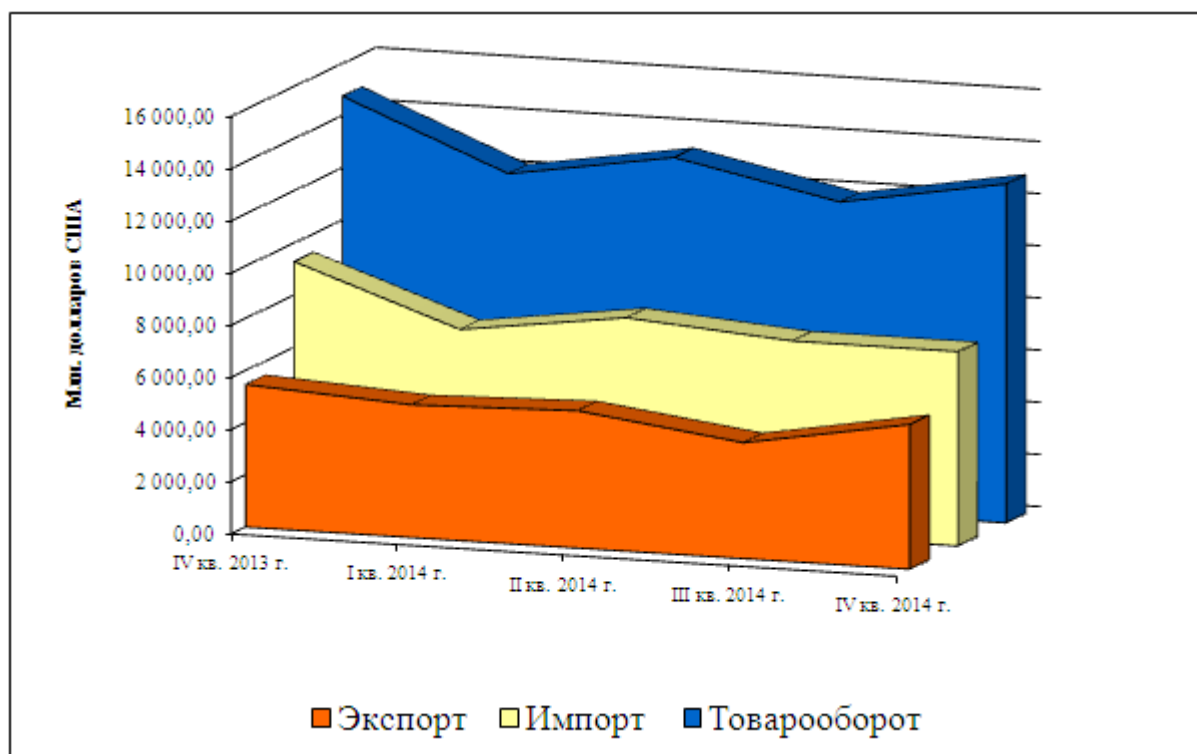 Млн. долларов США
16 000,00
14 000,00
12 000,00
10 000,00
8 000,00
6 000,00
4 000,00
2 000,00
0,00
IV кв. 2013 г.
I кв. 2014 г.
II кв. 2014 г.
III кв. 2014 г.
IV кв. 2014 г.
Экспорт Импорт Товарооборот